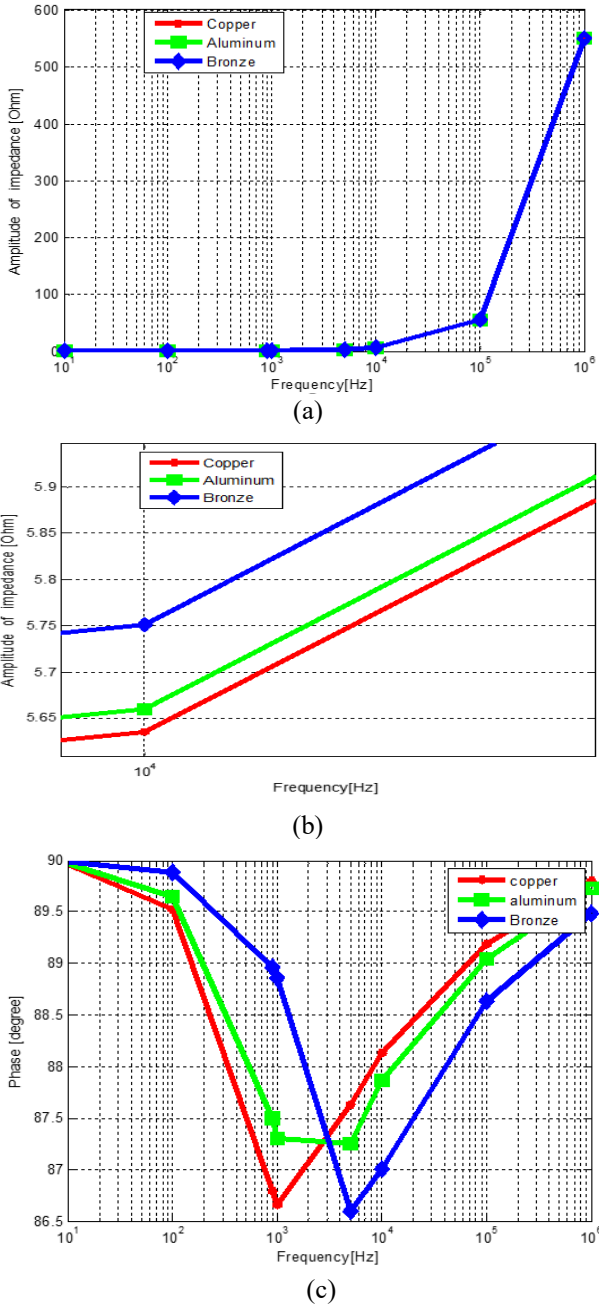 600
500
400
300
200
100
0
Amplitude of impedance [Ohm]
Copper
Aluminum
Bronze
10^1
10^2
10^3
10^4
10^5
10^6
Frequency[Hz]
(a)
5.9
5.85
5.8
5.75
5.7
5.65
Amplitude of impedance [Ohm]
Copper
Aluminum
Bronze
10^4
Frequency[Hz]
(b)
90
89.5
89
88.5
88
87.5
87
86.5
Phase [degree]
copper
aluminum
Bronze
10^1
10^2
10^3
10^4
10^5
10^6
Frequency[Hz]
(c)